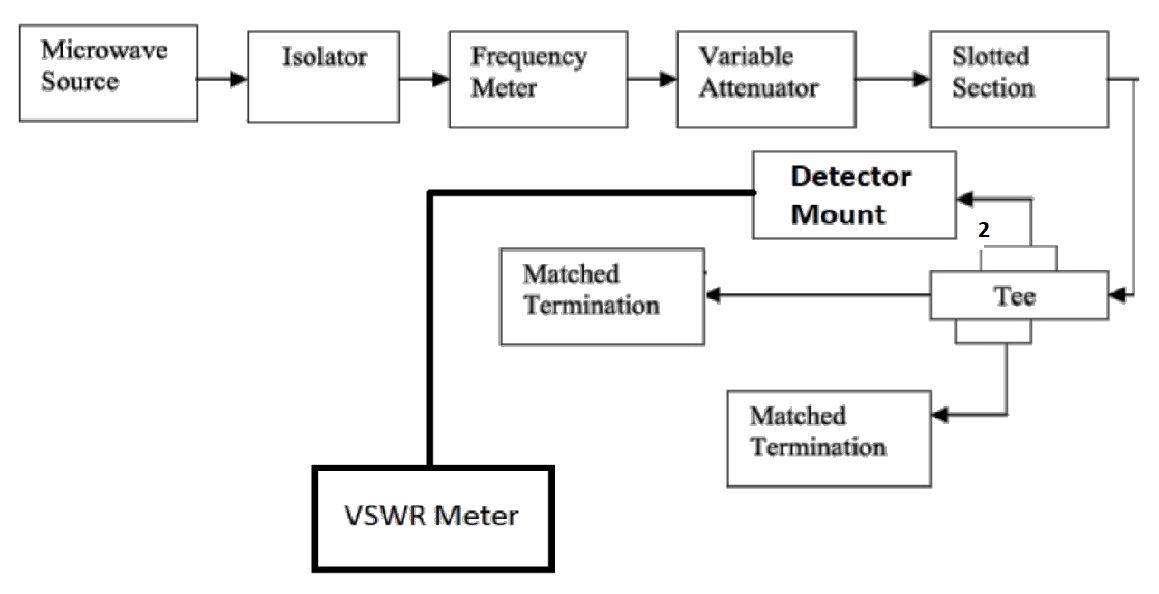 Microwave
Source
Isolator
Frequency
Meter
Variable
Attenuator
Slotted
Section
Detector
Mount
2
Matched
Termination
Tee
Matched
Termination
VSWR Meter